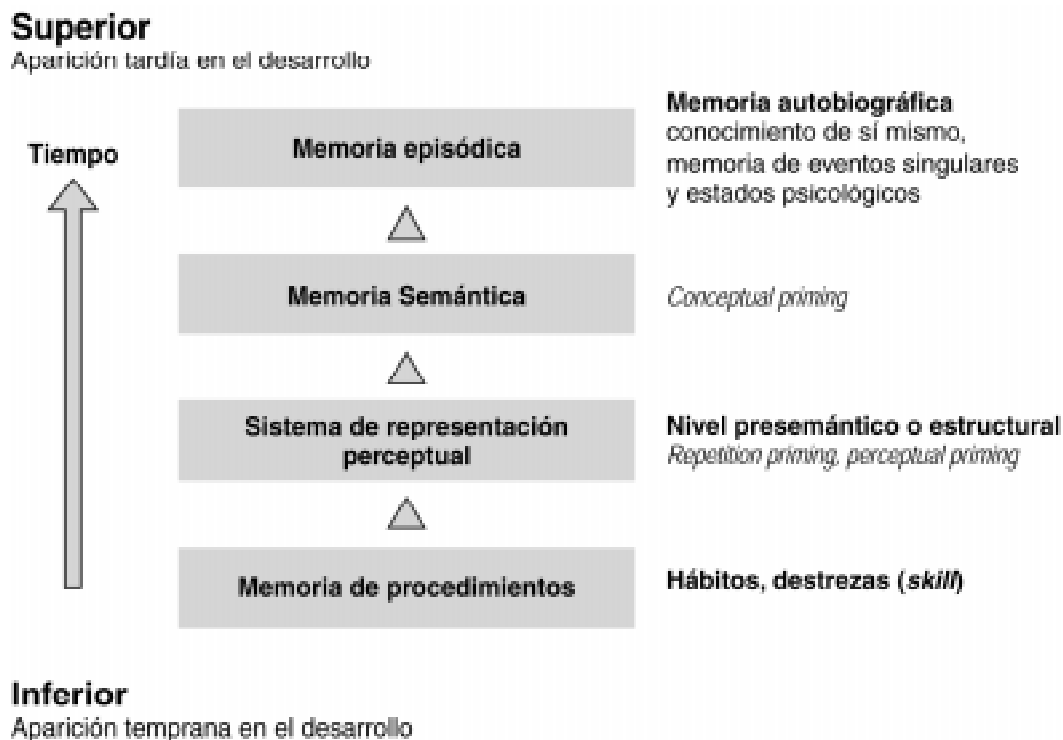 Superior
Aparición tardía en el desarrollo
Tiempo
Memoria episódica
Memoria autobiográfica
conocimiento de sí mismo,
memoria de eventos singulares
y estados psicológicos
Memoria Semántica
Conceptual priming
Sistema de representación
perceptual
Nivel presemántico o estructural
Repetition priming, perceptual priming
Memoria de procedimientos
Hábitos, destrezas (skill)
Inferior
Aparición temprana en el desarrollo